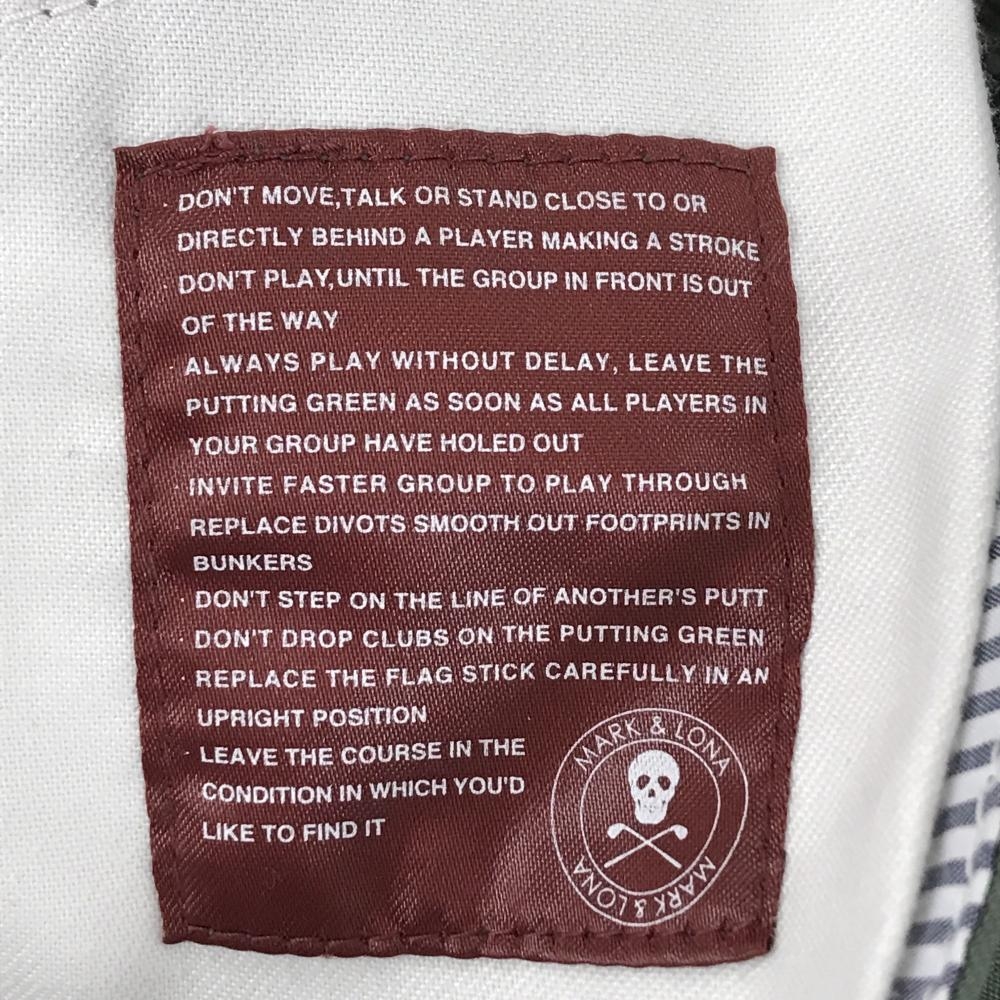 · DON'T MOVE,TALK OR STAND CLOSE TO OR
DIRECTLY BEHIND A PLAYER MAKING A STROKE
· DON'T PLAY,UNTIL THE GROUP IN FRONT IS OUT
OF THE WAY
· ALWAYS PLAY WITHOUT DELAY, LEAVE THE
PUTTING GREEN AS SOON AS ALL PLAYERS IN
YOUR GROUP HAVE HOLED OUT
· INVITE FASTER GROUP TO PLAY THROUGH
· REPLACE DIVOTS SMOOTH OUT FOOTPRINTS IN
BUNKERS
· DON'T STEP ON THE LINE OF ANOTHER'S PUTT
· DON'T DROP CLUBS ON THE PUTTING GREEN
· REPLACE THE FLAG STICK CAREFULLY IN AN
UPRIGHT POSITION
· LEAVE THE COURSE IN THE
CONDITION IN WHICH YOU'D
LIKE TO FIND IT
MARK & LONA
MARK & LONA